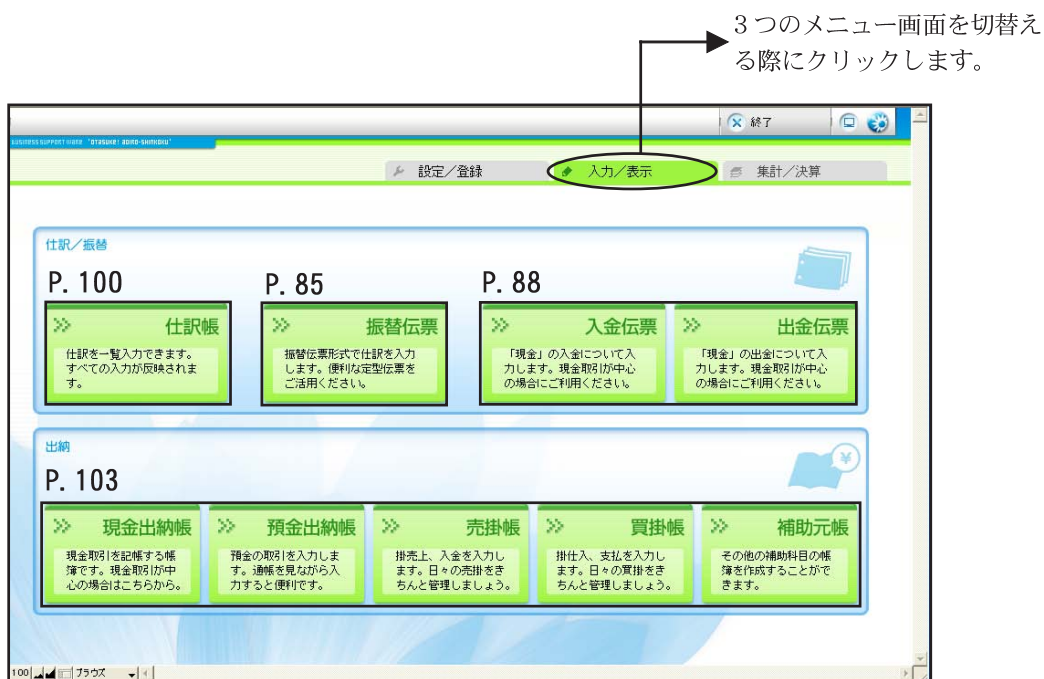 ３つのメニュー画面を切替え
る際にクリックします。
終了
設定／登録
入力／表示
集計／決算
仕訳／振替
P. 100
P. 85
P. 88
仕訳帳
仕訳を一覧入力できます。
すべての入力が反映されま
す。
振替伝票
振替伝票形式で仕訳を入力
します。便利な定型伝票を
ご活用ください。
入金伝票
「現金」の入金について入
力します。現金取引が中心
の場合にご利用ください。
出金伝票
「現金」の出金について入
力します。現金取引が中心
の場合にご利用ください。
出納
¥
P. 103
現金出納帳
現金取引を記帳する帳
簿です。現金取引が中
心の場合はこちらから。
預金出納帳
預金の取引を入力しま
す。通帳を見ながら入
力すると便利です。
売掛帳
掛売上、入金を入力し
ます。日々の売掛をき
ちんと管理しましょう。
買掛帳
掛仕入、支払を入力し
ます。日々の買掛をき
ちんと管理しましょう。
補助元帳
その他の補助科目の帳
簿を作成することがで
きます。
100
ブラウズ